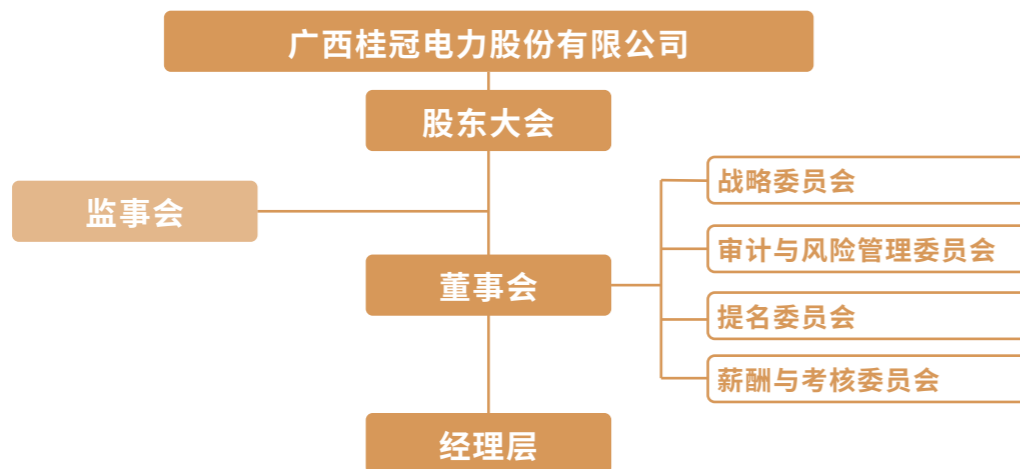 广西桂冠电力股份有限公司
股东大会
监事会
董事会
战略委员会
审计与风险管理委员会
提名委员会
薪酬与考核委员会
经理层